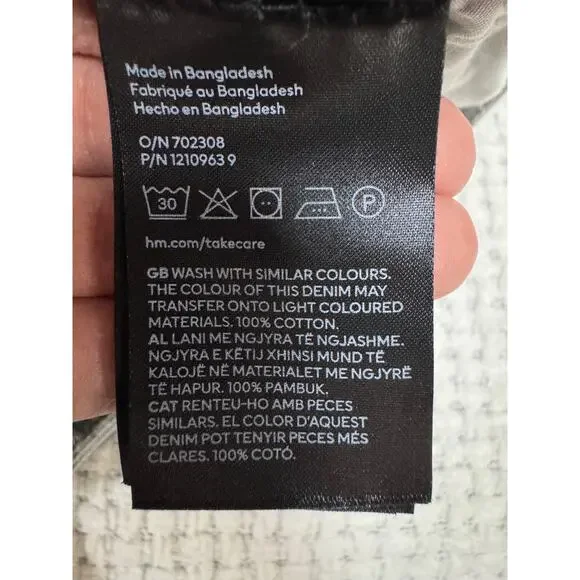 Made in Bangladesh
Fabriqué au Bangladesh
Hecho en Bangladesh
O/N 702308
P/N 1210963 9
30 P
hm.com/takecare
GB WASH WITH SIMILAR COLOURS.
THE COLOUR OF THIS DENIM MAY
TRANSFER ONTO LIGHT COLOURED
MATERIALS. 100% COTTON.
AL LANI ME NGJYRA TË NGJASHME.
NGJYRA E KËTIJ XHINSI MUND TË
KALOJË NË MATERIALET ME NGJYRË
TË HAPUR. 100% PAMBUK.
CAT RENTEU-HO AMB PECES
SIMILARS. EL COLOR D'AQUEST
DENIM POT TENYIR PECES MÉS
CLARES. 100% COTÓ.